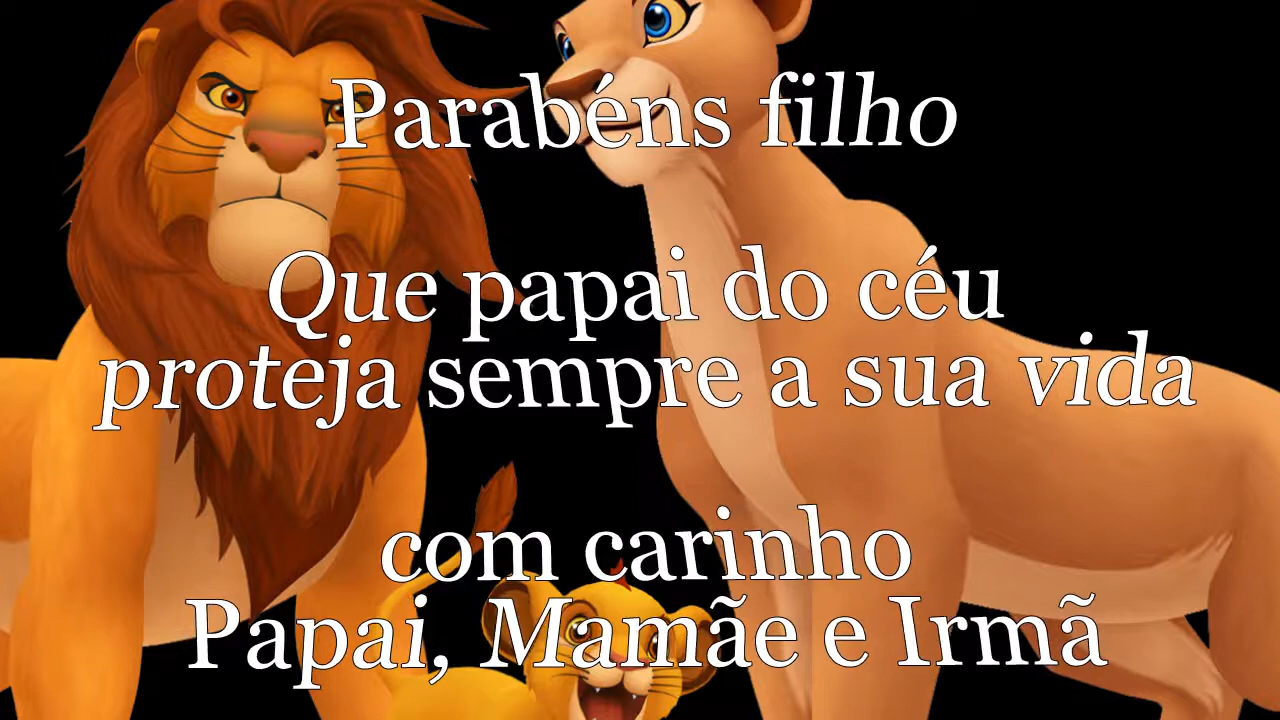 Parabéns filho
Que papai do céu
proteja sempre a sua vida
com carinho
Papai, Mamãe e Irmã